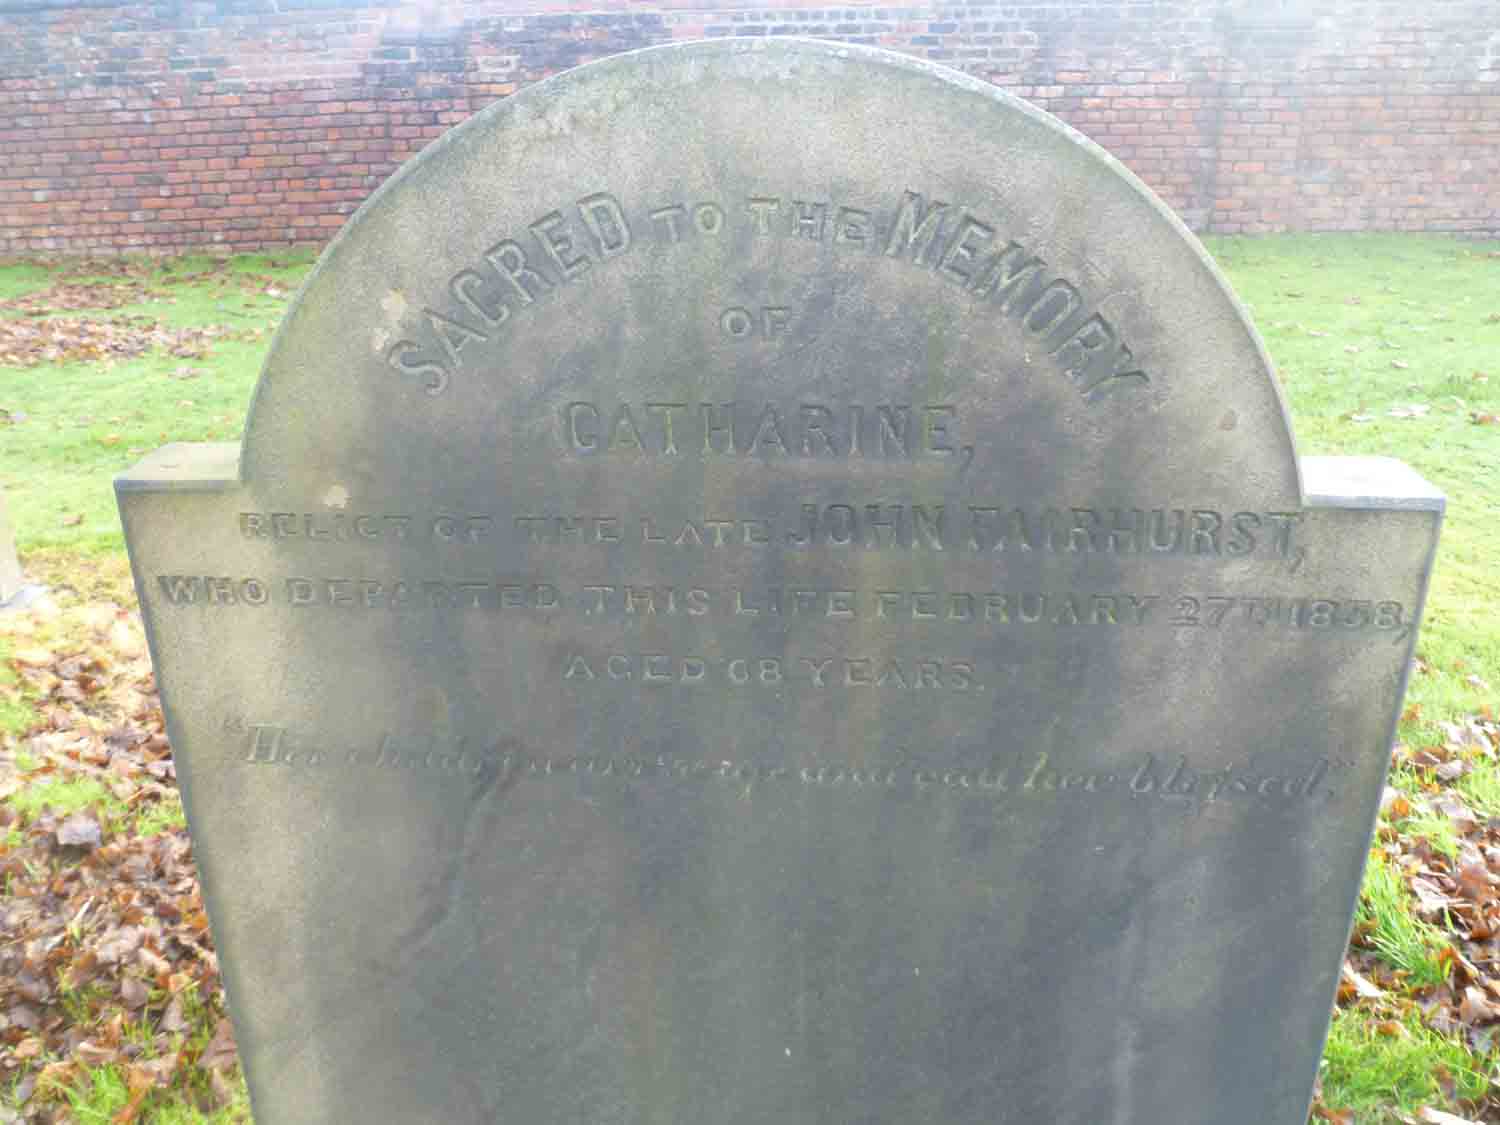 SACRED TO THE MEMORY
OF
CATHARINE,
RELICT OF THE LATE JOHN FAIRHURST,
WHO DEPARTED THIS LIFE FEBRUARY 27TH 1858,
AGED 68 YEARS.
"Her children arise up and call her blessed."